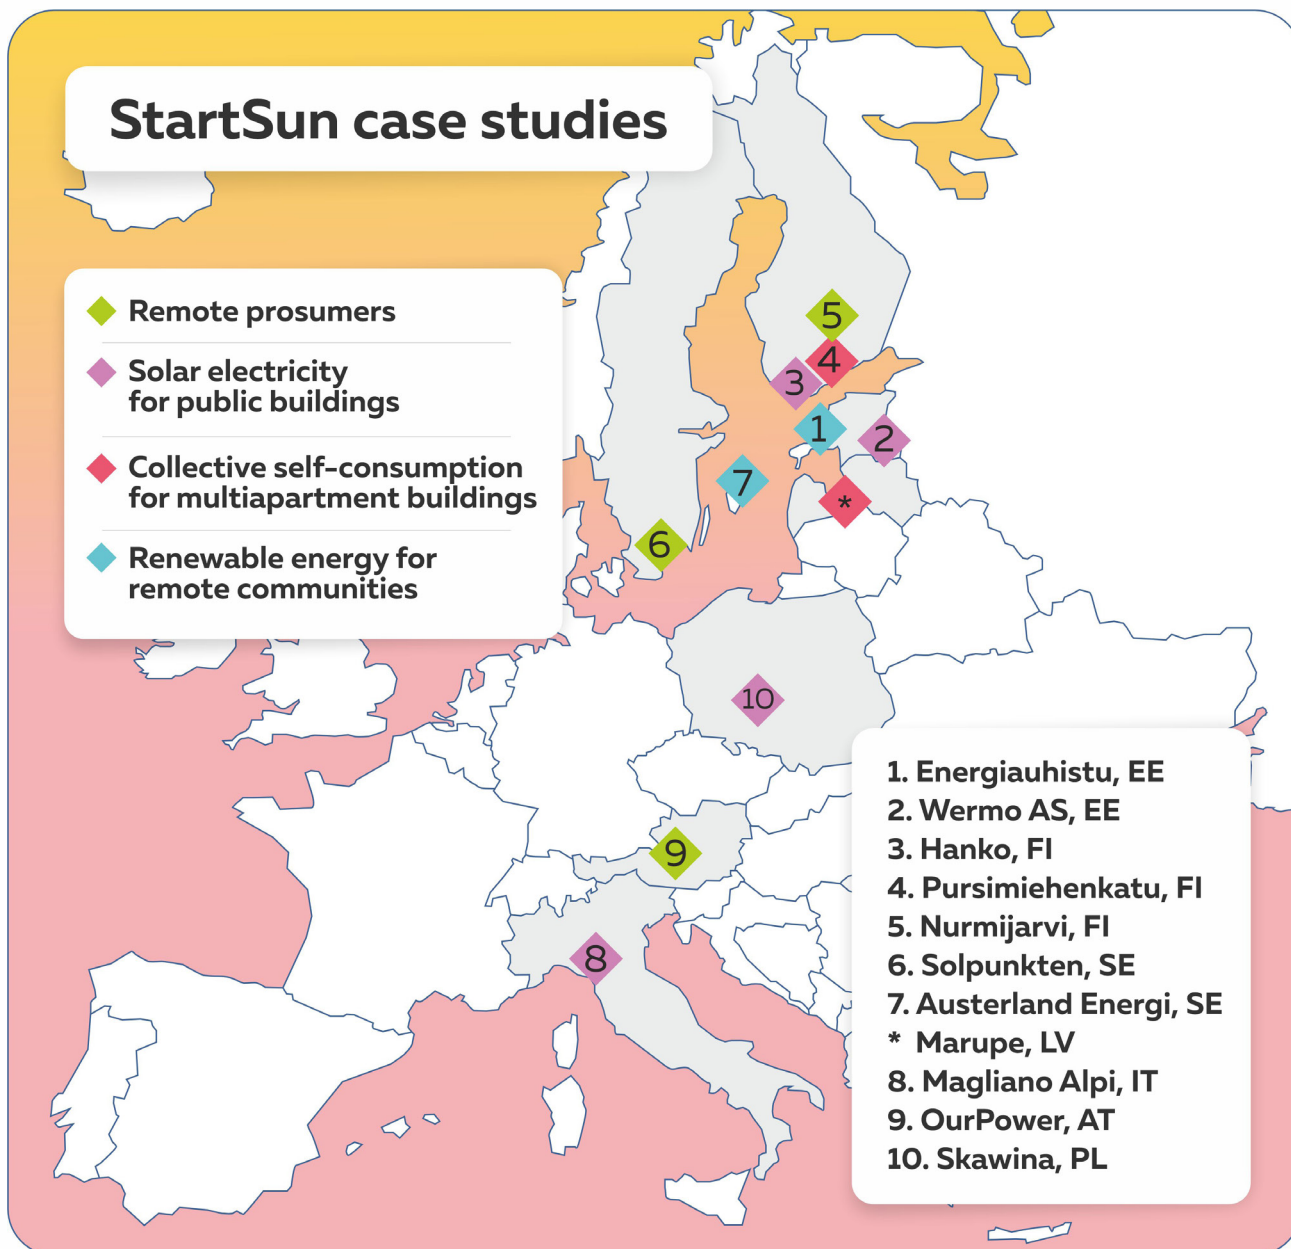 StartSun case studies
Remote prosumers
Solar electricity
for public buildings
Collective self-consumption
for multiapartment buildings
Renewable energy for
remote communities
5
4
3
1
2
7
*
6
10
9
8
1. Energiauhistu, EE
2. Wermo AS, EE
3. Hanko, FI
4. Pursimiehenkatu, FI
5. Nurmijarvi, FI
6. Solpunkten, SE
7. Austerland Energi, SE
* Marupe, LV
8. Magliano Alpi, IT
9. OurPower, AT
10. Skawina, PL